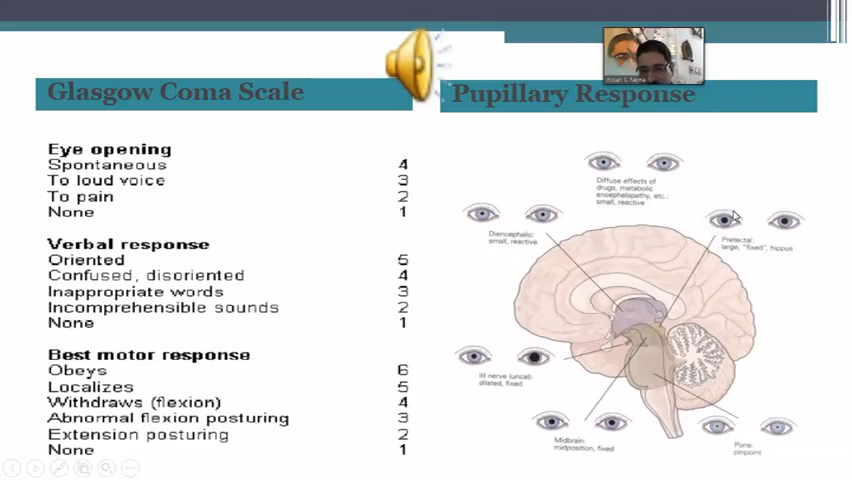 Glasgow Coma Scale
Eye opening
Spontaneous 4
To loud voice 3
To pain 2
None 1
Verbal response
Oriented 5
Confused, disoriented 4
Inappropriate words 3
Incomprehensible sounds 2
None 1
Best motor response
Obeys 6
Localizes 5
Withdraws (flexion) 4
Abnormal flexion posturing 3
Extension posturing 2
None 1
Pupillary Response
Diffuse effects of
drugs, metabolic
encephalopathy, etc.:
small, reactive
Diencephalic:
small, reactive
Pretectal:
large, "fixed", hippus
III nerve (uncal):
dilated, fixed
Midbrain:
midposition, fixed
Pons:
pinpoint